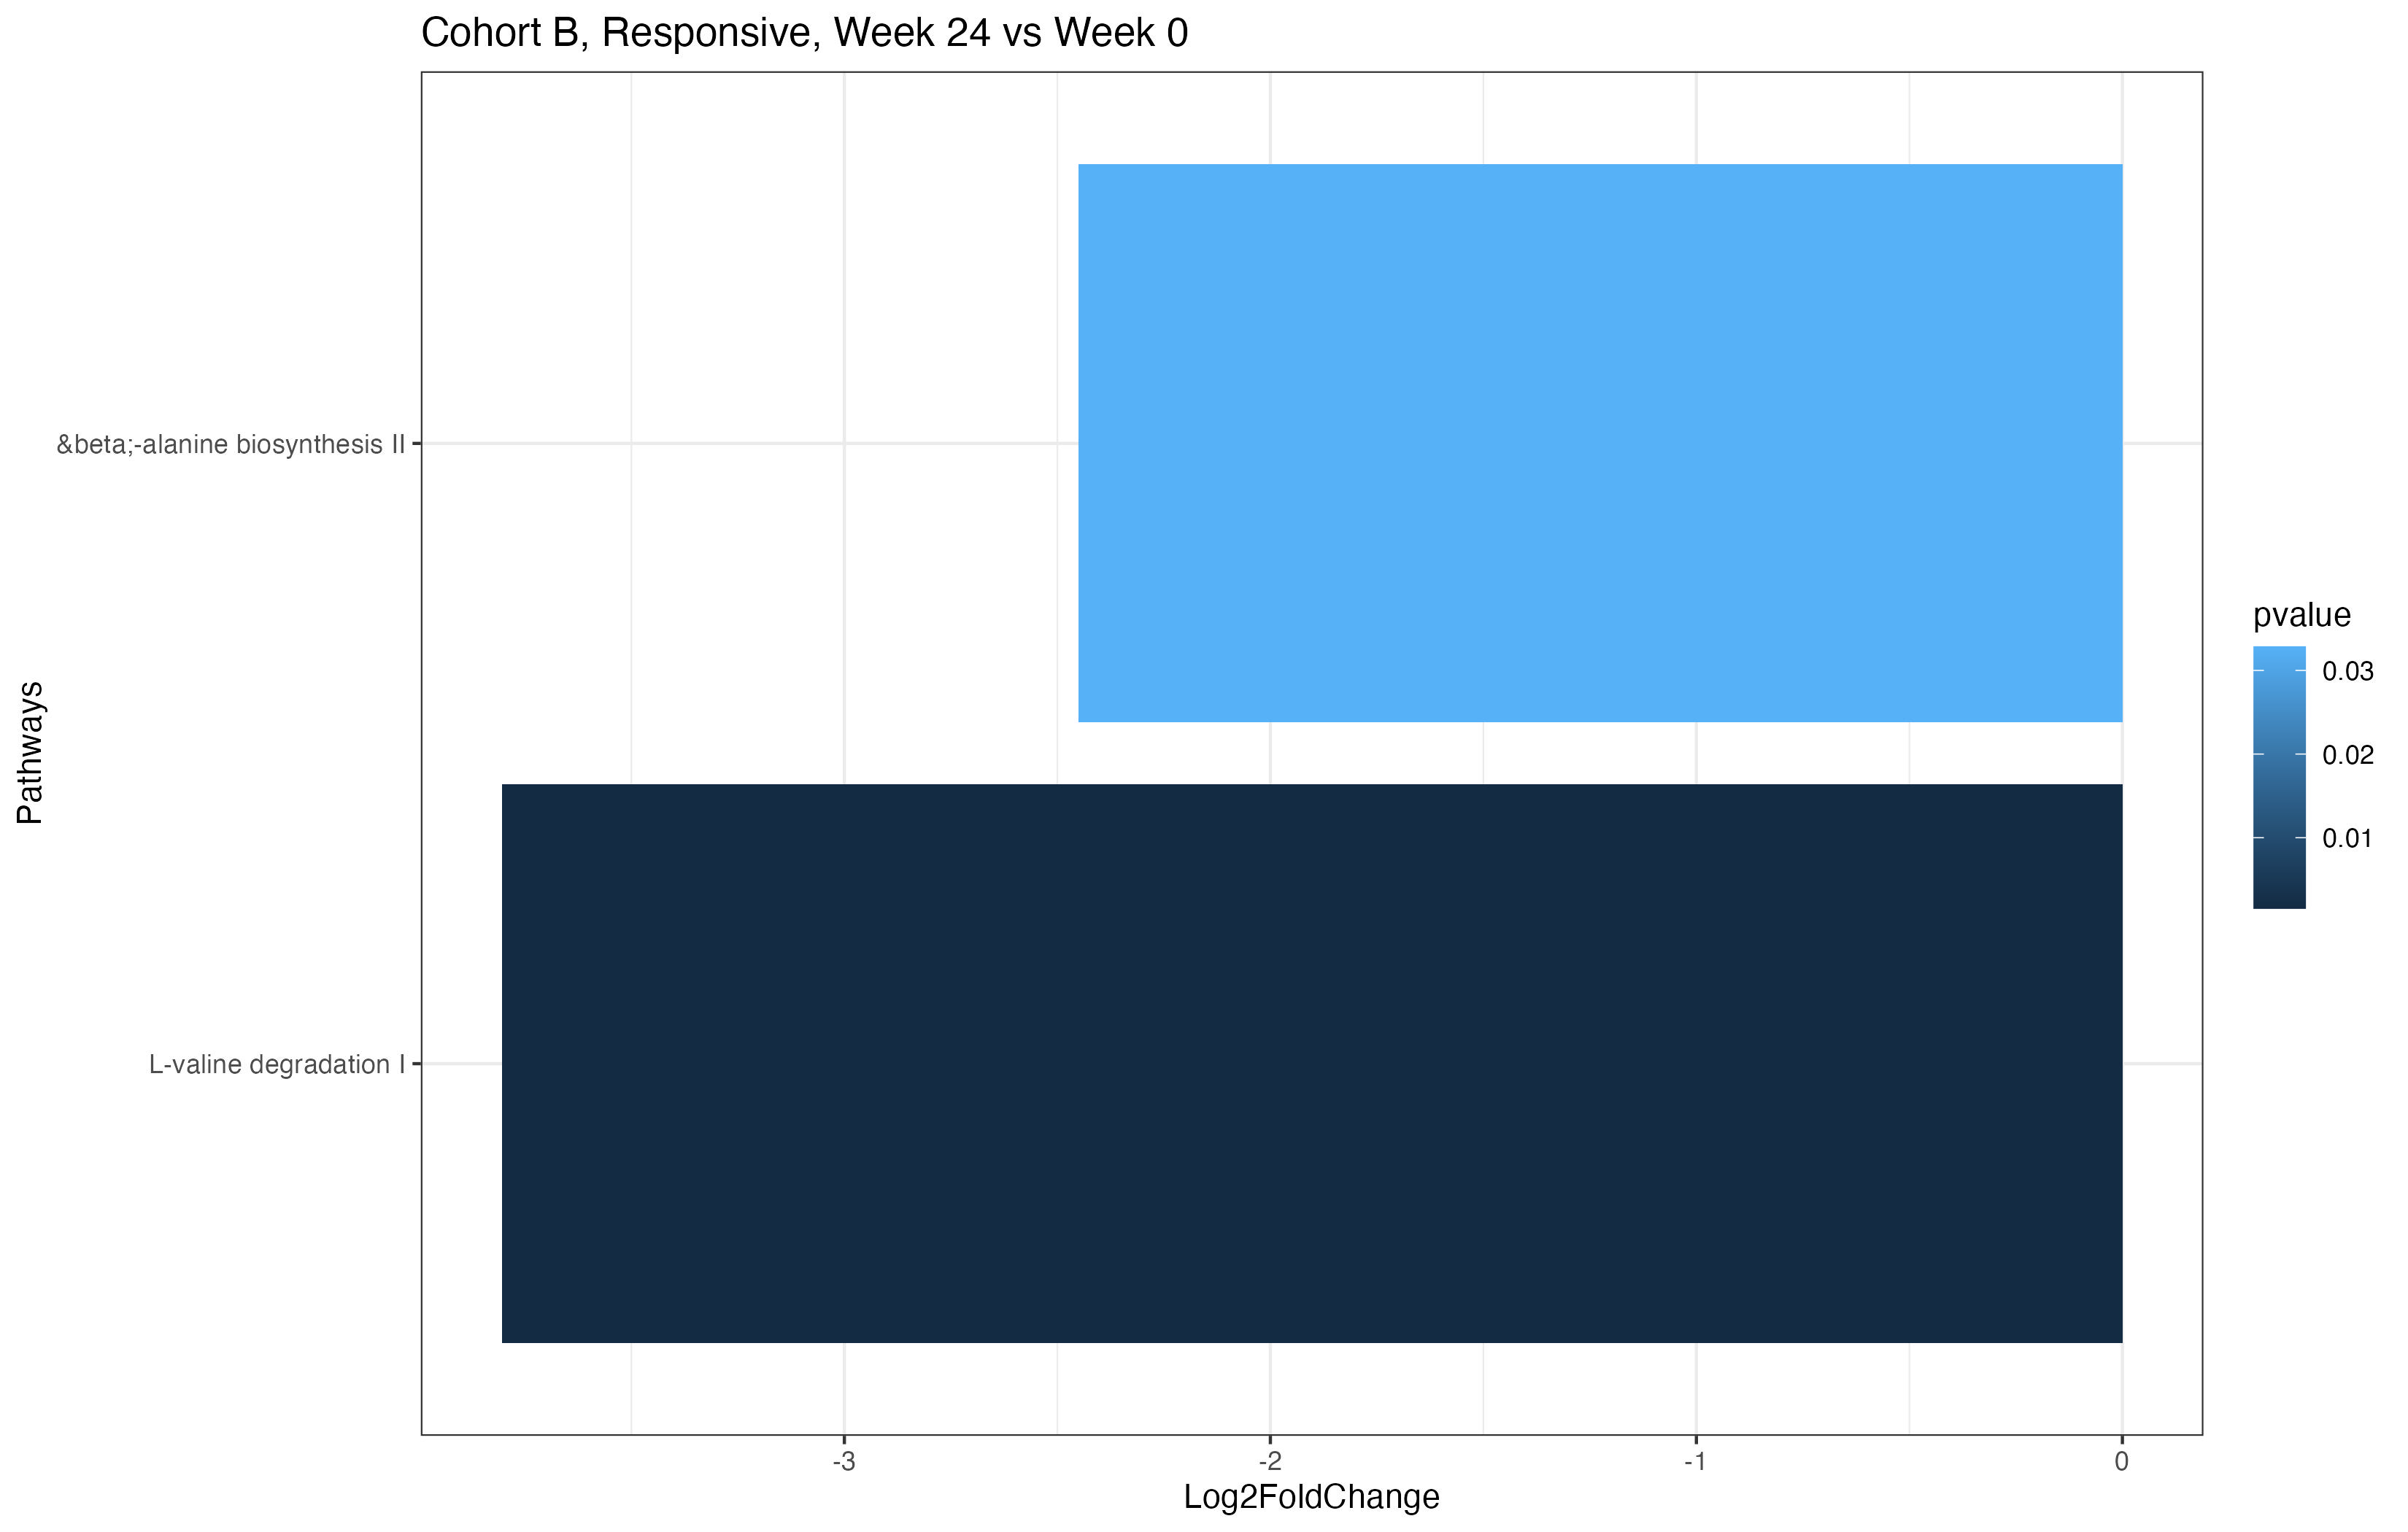 Cohort B, Responsive, Week 24 vs Week 0
Pathways
&beta;-alanine biosynthesis II
L-valine degradation I
-3
-2
-1
0
Log2FoldChange
pvalue
0.03
0.02
0.01